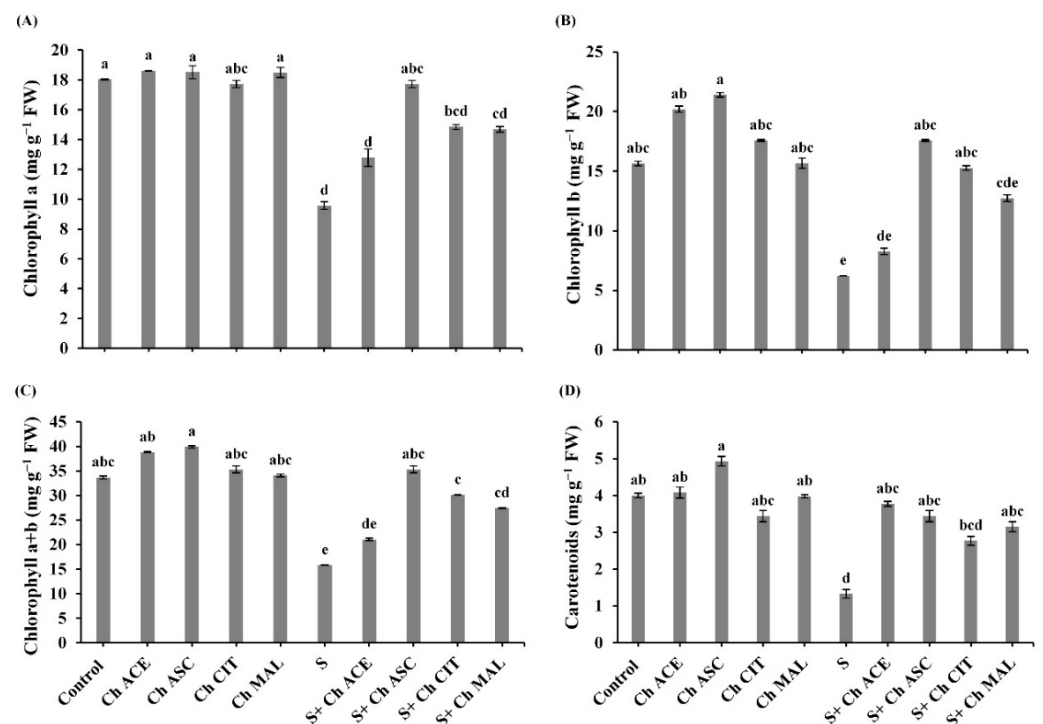 (A)
Chlorophyll a (mg g⁻¹ FW)
20
18
16
14
12
10
8
6
4
2
0
a
a
a
abc
a
d
d
abc
bcd
cd
(B)
Chlorophyll b (mg g⁻¹ FW)
25
20
15
10
5
0
abc
ab
a
abc
abc
e
de
abc
abc
cde
(C)
Chlorophyll a+b (mg g⁻¹ FW)
45
40
35
30
25
20
15
10
5
0
abc
ab
a
abc
abc
e
de
abc
c
cd
Control
Ch ACE
Ch ASC
Ch CIT
Ch MAL
S
S+ Ch ACE
S+ Ch ASC
S+ Ch CIT
S+ Ch MAL
(D)
Carotenoids (mg g⁻¹ FW)
6
5
4
3
2
1
0
ab
ab
a
abc
ab
d
abc
abc
bcd
abc
Control
Ch ACE
Ch ASC
Ch CIT
Ch MAL
S
S+ Ch ACE
S+ Ch ASC
S+ Ch CIT
S+ Ch MAL